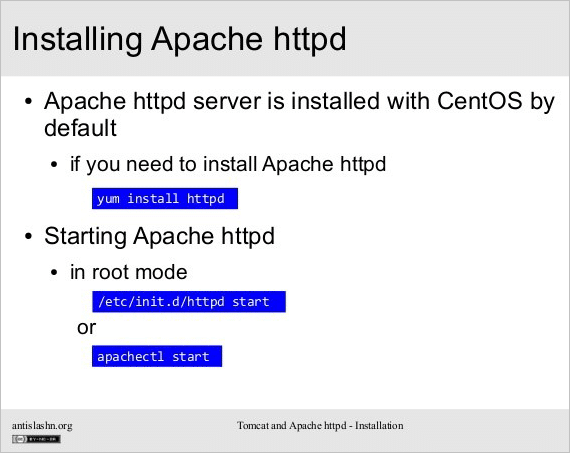 Installing Apache httpd
• Apache httpd server is installed with CentOS by
default
• if you need to install Apache httpd
yum install httpd
• Starting Apache httpd
• in root mode
/etc/init.d/httpd start
or
apachectl start
antislashn.org
Tomcat and Apache httpd - Installation